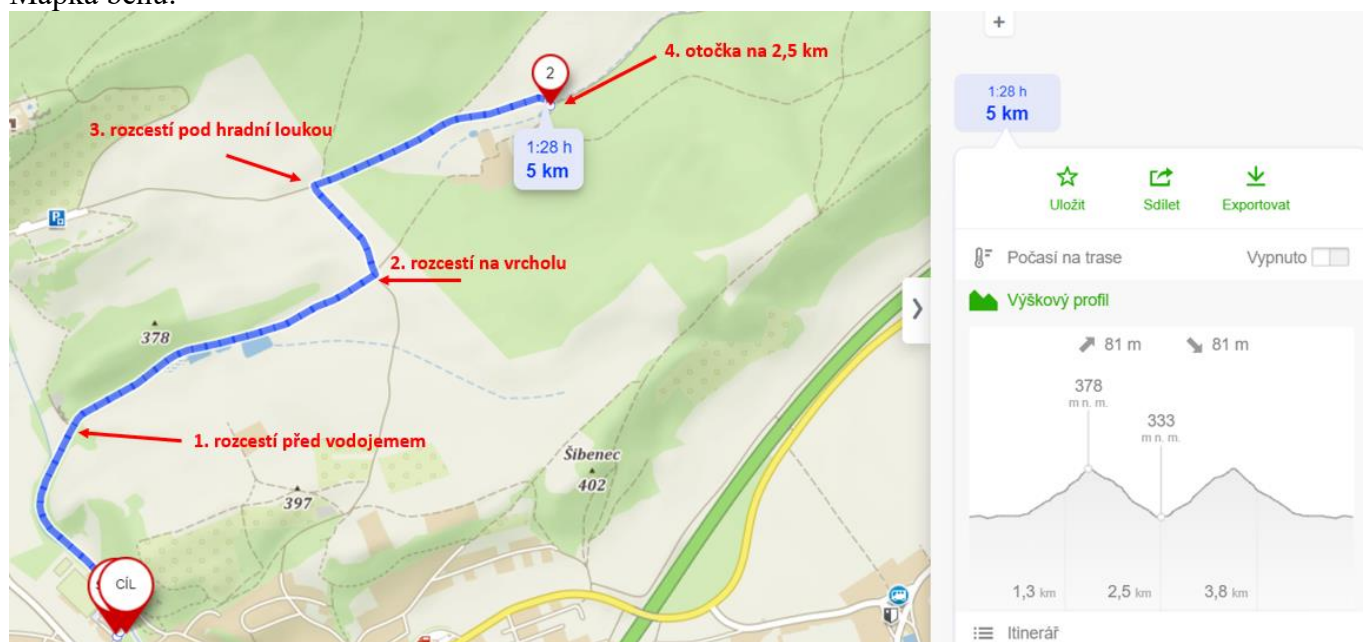 Mapka běhu:
4. otočka na 2,5 km
2
3. rozcestí pod hradní loukou
1:28 h
5 km
P
2. rozcestí na vrcholu
378
1. rozcestí před vodojemem
Šibenec
402
397
CÍL
+
1:28 h
5 km
Uložit
Sdílet
Exportovat
Počasí na trase
Vypnuto
Výškový profil
81 m
81 m
378
m n. m.
333
m n. m.
1,3 km
2,5 km
3,8 km
Itinerář